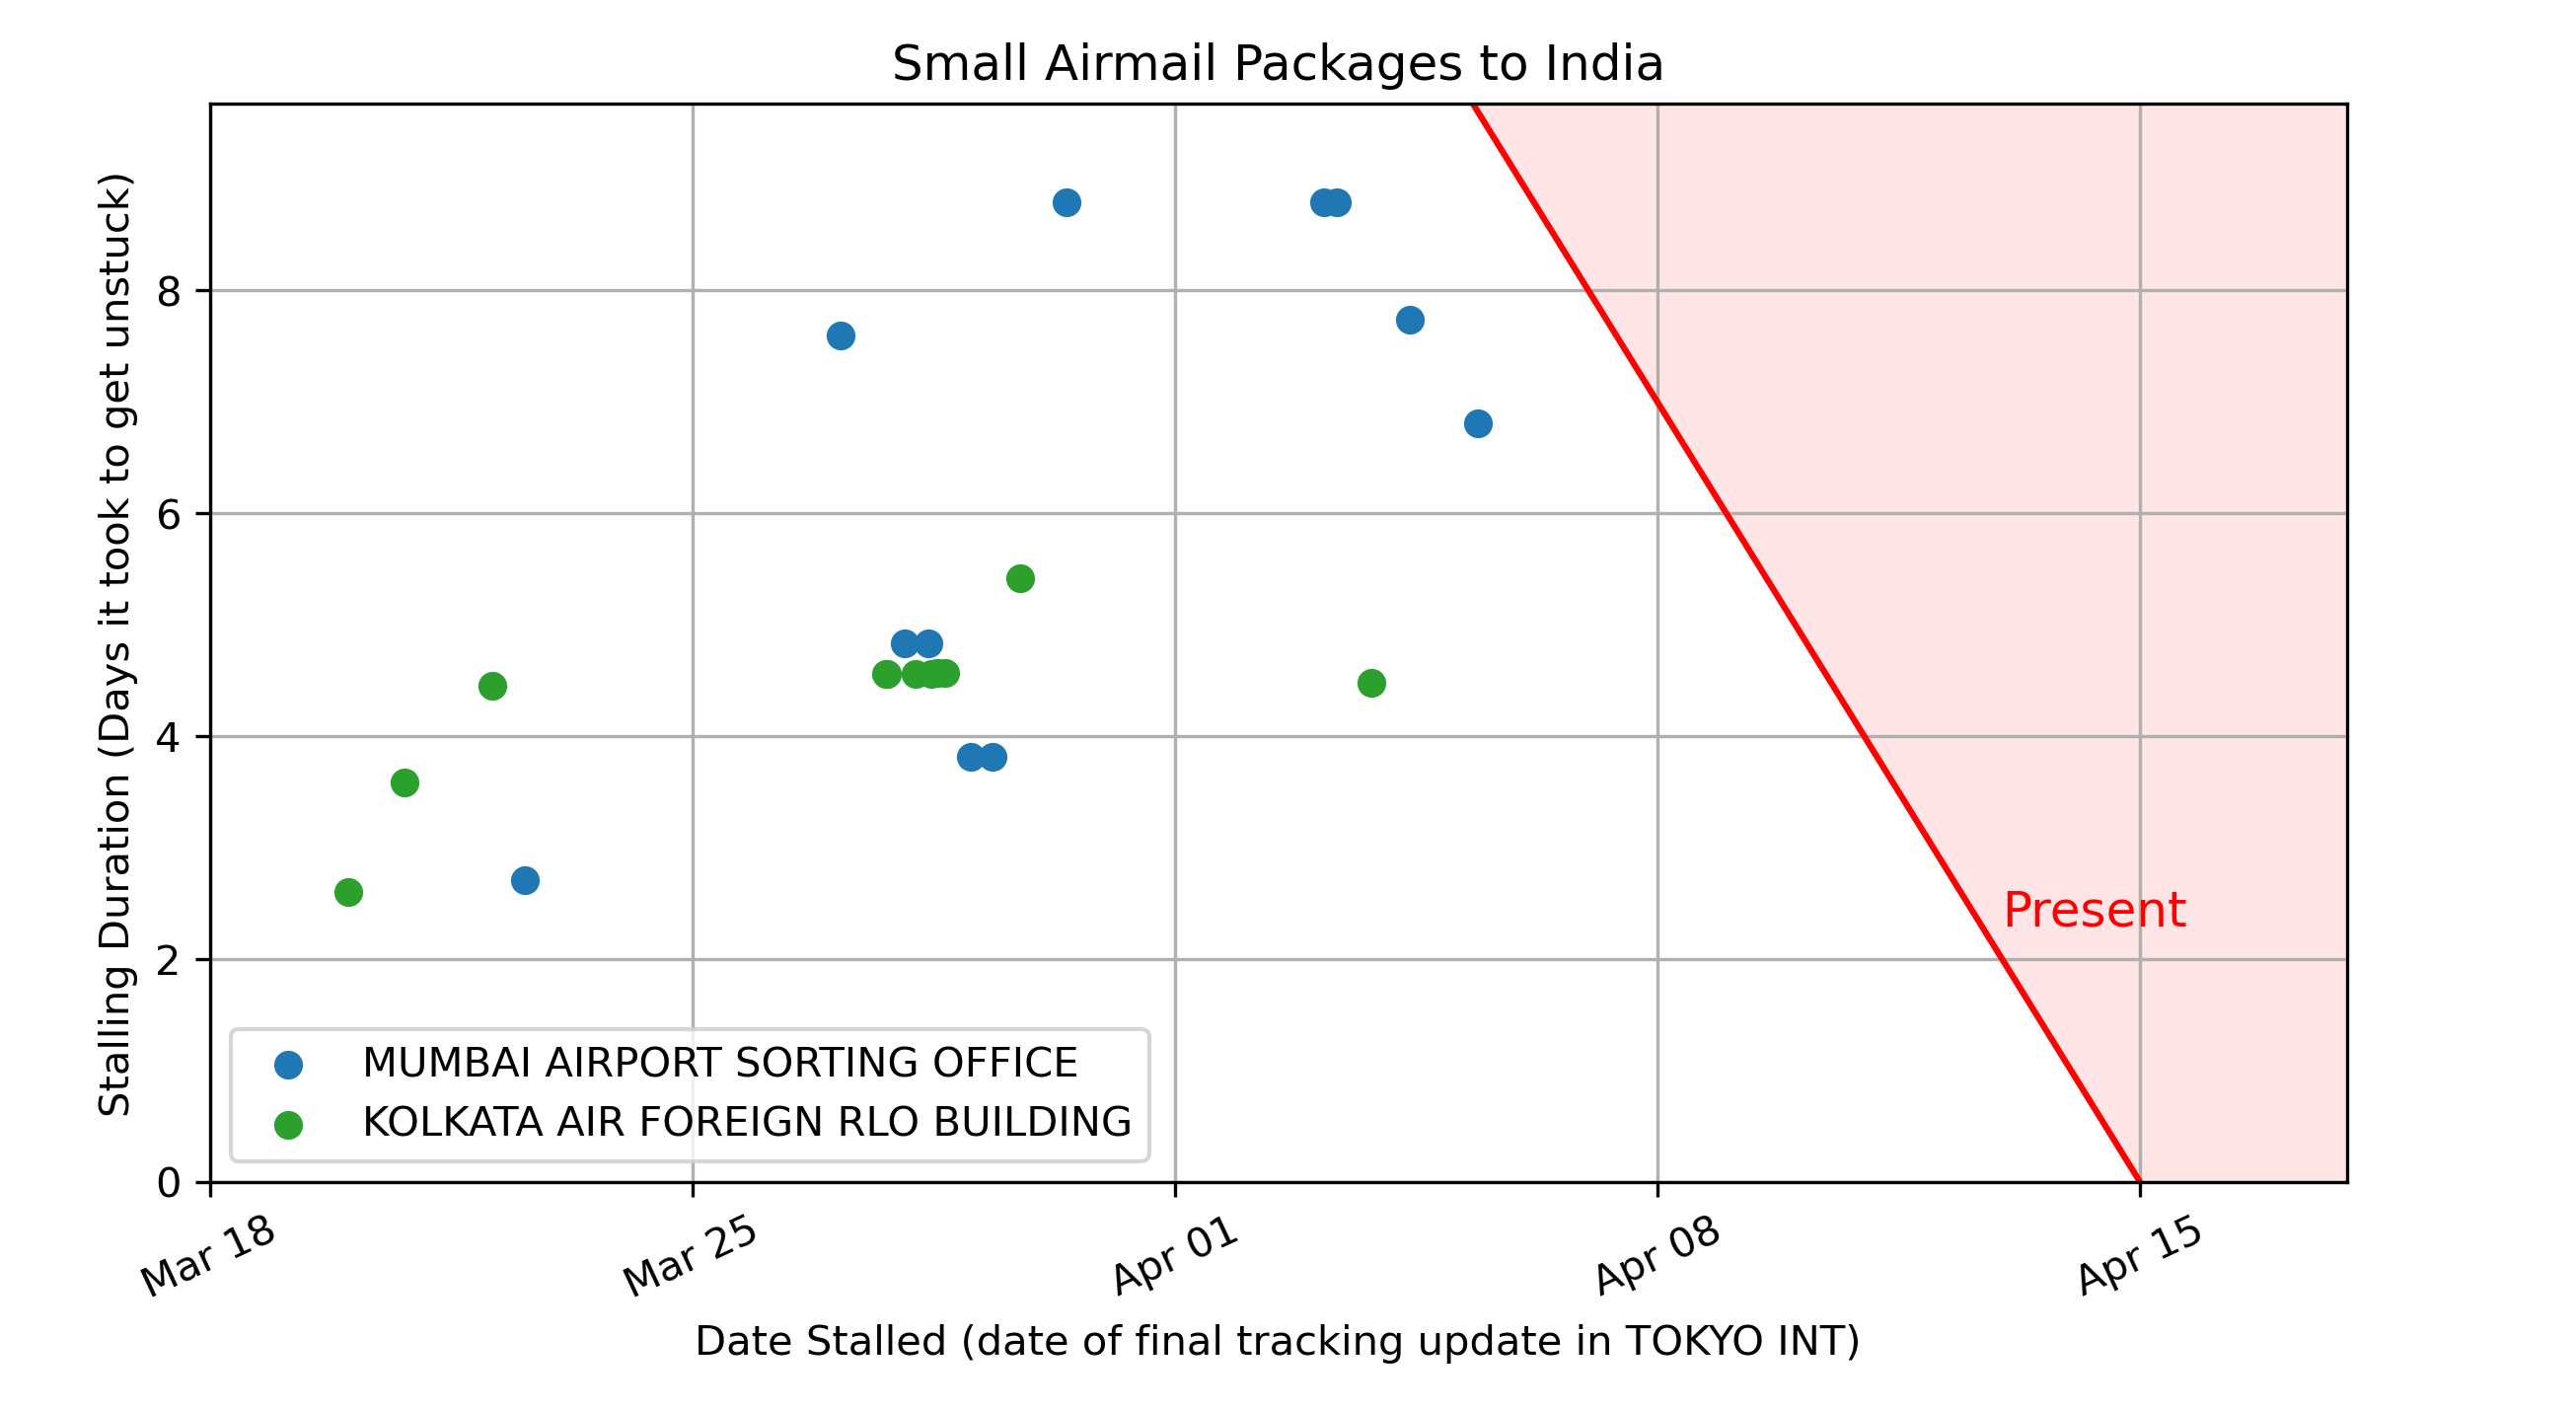 Small Airmail Packages to India
Stalling Duration (Days it took to get unstuck)
8
6
4
2
0
Present
MUMBAI AIRPORT SORTING OFFICE
KOLKATA AIR FOREIGN RLO BUILDING
Mar 18
Mar 25
Apr 01
Apr 08
Apr 15
Date Stalled (date of final tracking update in TOKYO INT)